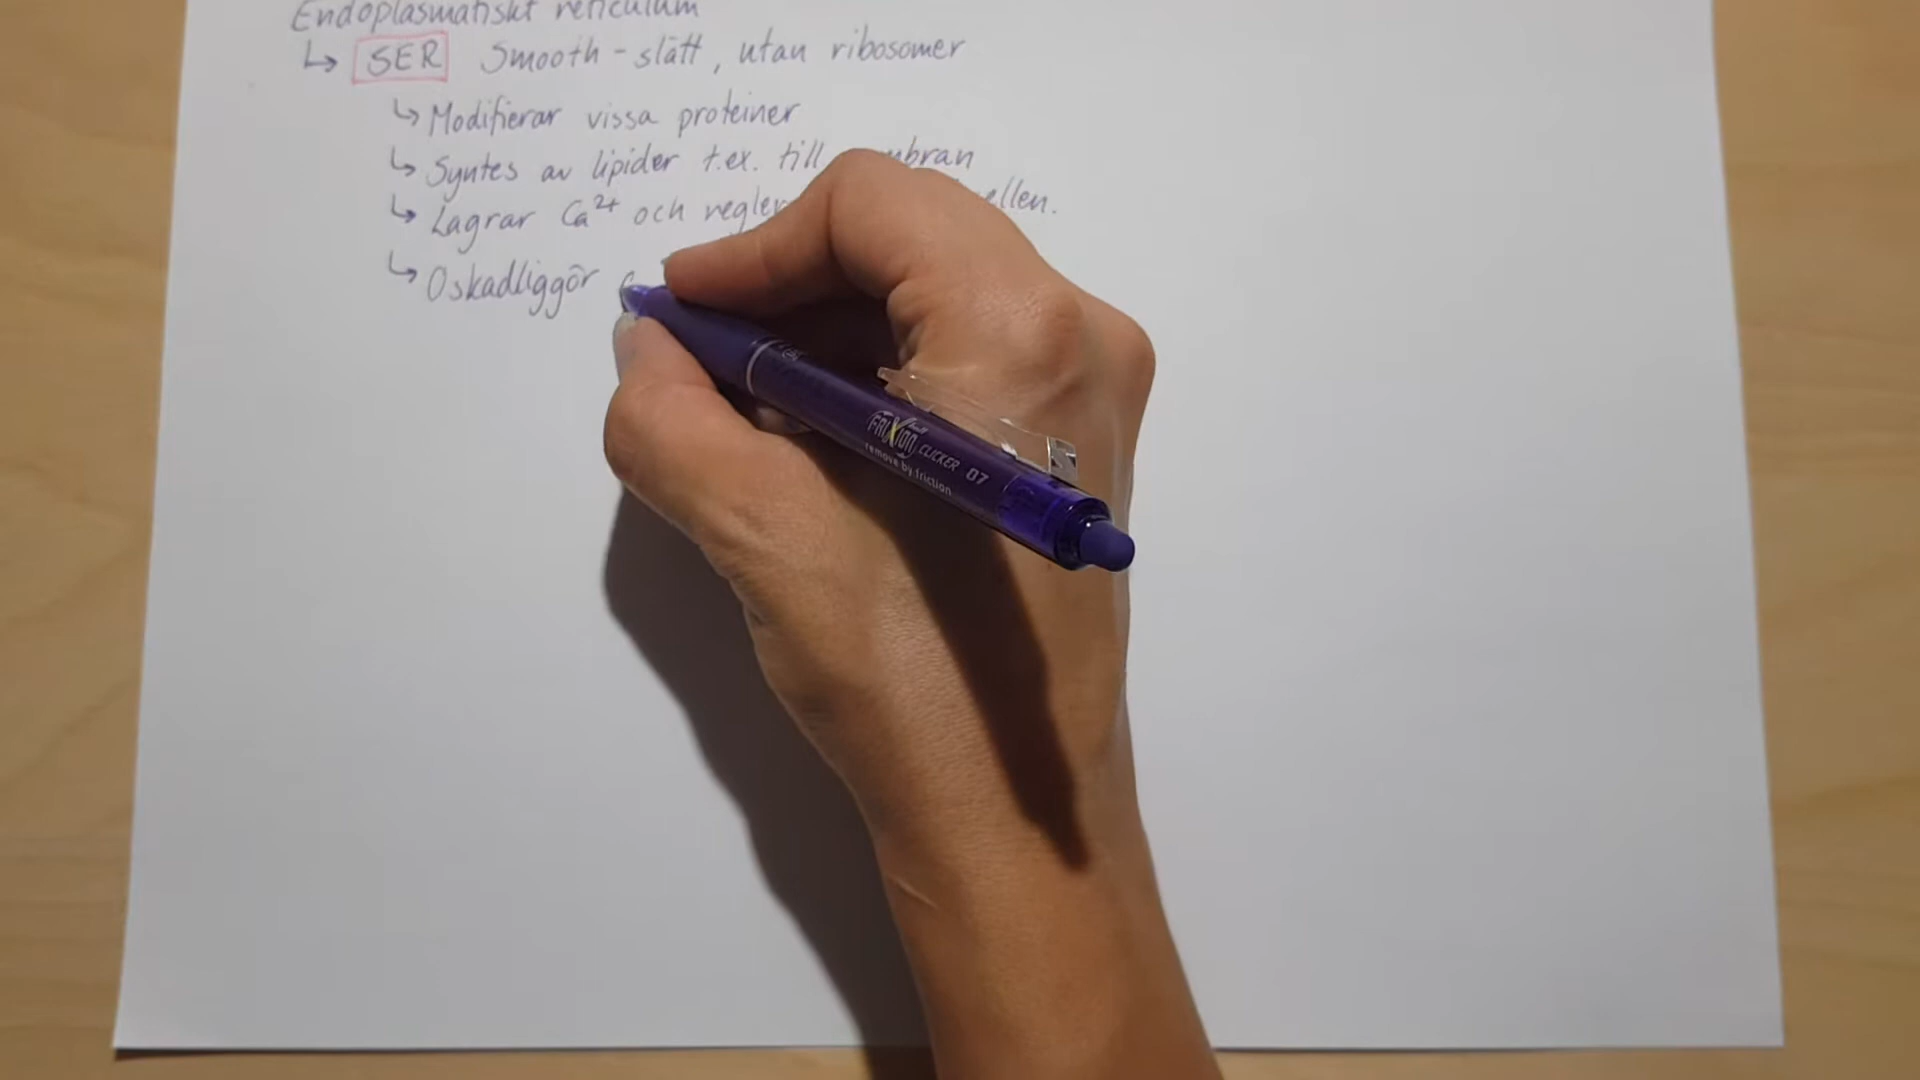 Endoplasmatiskt reticulum
↳ SER Smooth - slätt, utan ribosomer
↳ Modifierar vissa proteiner
↳ Syntes av lipider t.ex. till
↳ Lagrar Ca²⁺ och
↳ Oskadliggör
FRIXION ball CLICKER 07
remove by friction